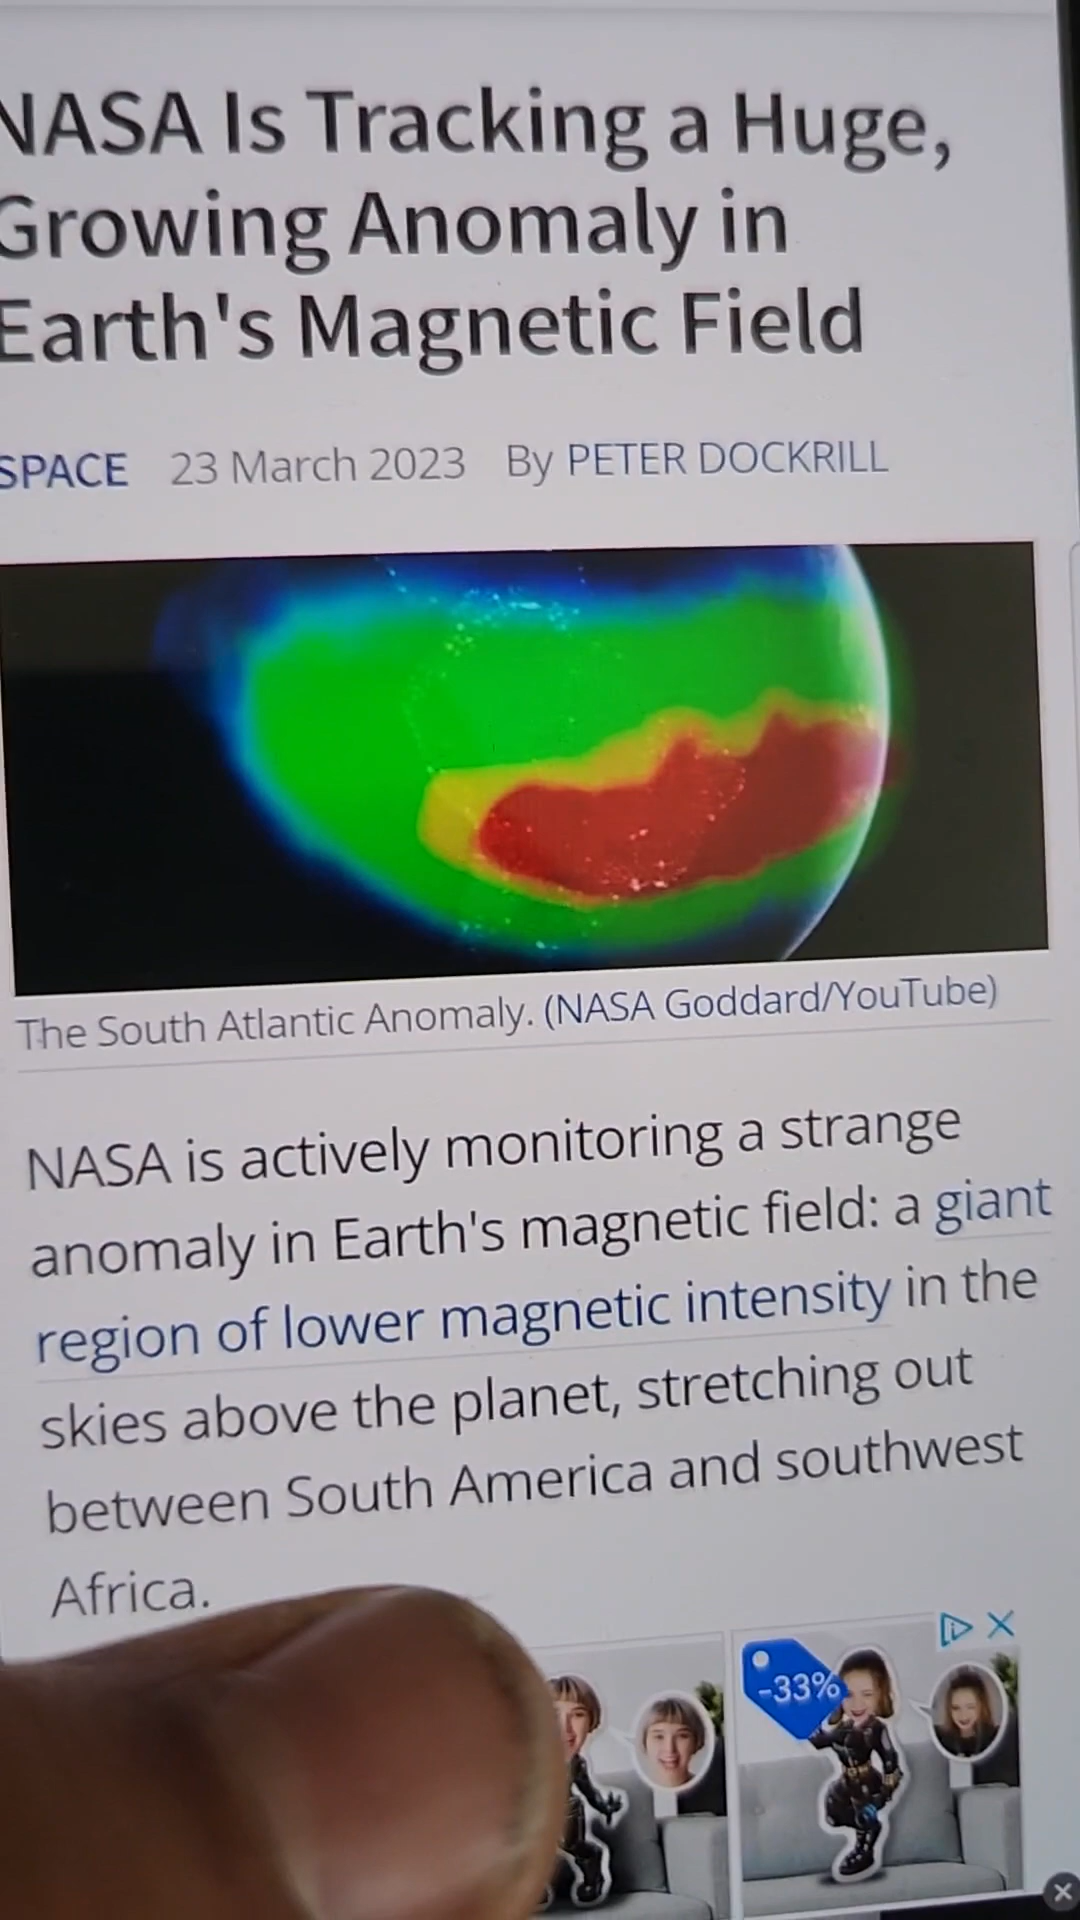 NASA Is Tracking a Huge,
Growing Anomaly in
Earth's Magnetic Field
SPACE 23 March 2023 By PETER DOCKRILL
The South Atlantic Anomaly. (NASA Goddard/YouTube)
NASA is actively monitoring a strange
anomaly in Earth's magnetic field: a giant
region of lower magnetic intensity in the
skies above the planet, stretching out
between South America and southwest
Africa.
-33%